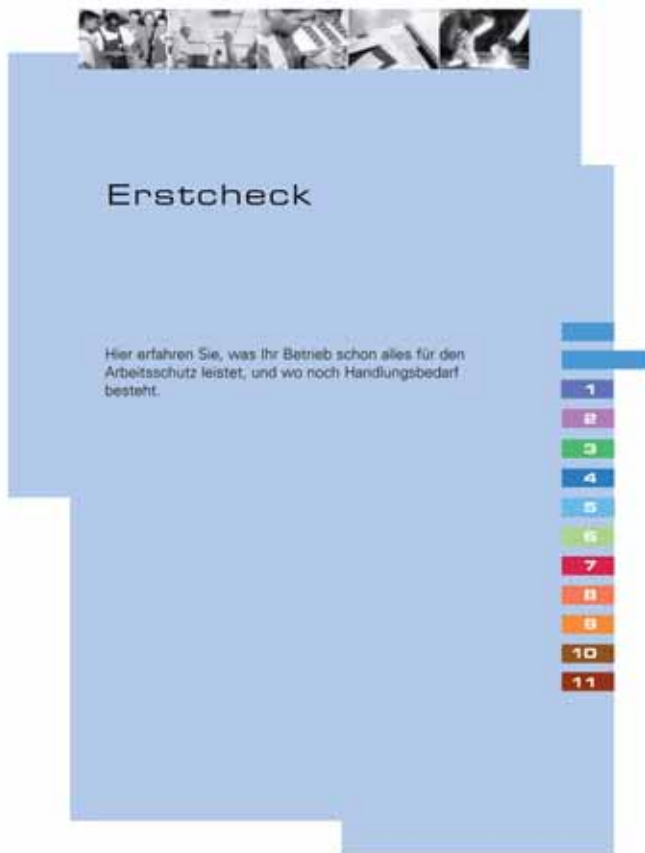 Erstcheck
Hier erfahren Sie, was Ihr Betrieb schon alles für den
Arbeitsschutz leistet, und wo noch Handlungsbedarf
besteht.
1
2
3
4
5
6
7
8
9
10
11